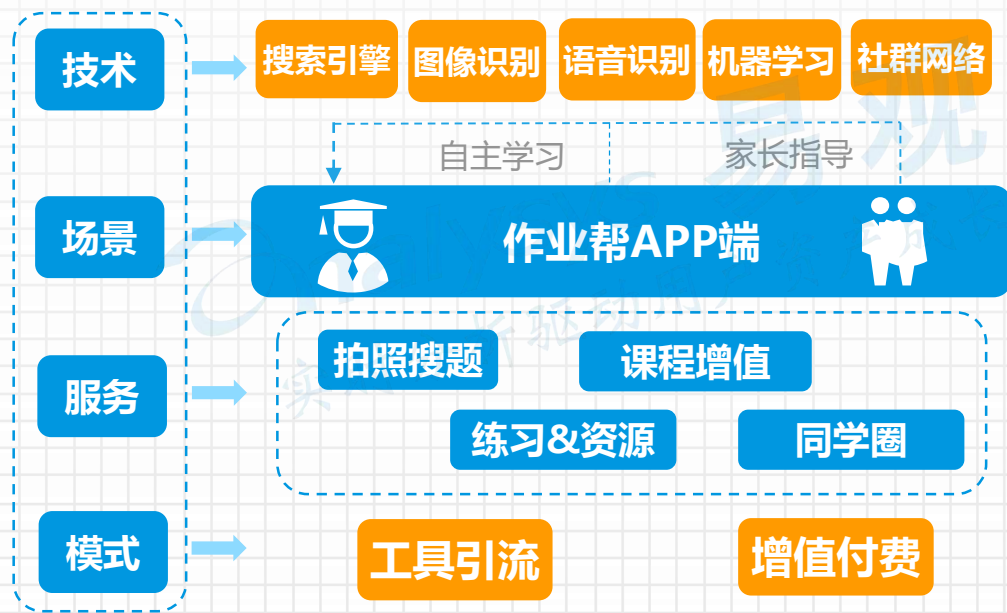 技术
搜索引擎 图像识别 语音识别 机器学习 社群网络
自主学习 家长指导
场景
作业帮APP端
服务
拍照搜题 课程增值
练习&资源 同学圈
模式
工具引流 增值付费
易观